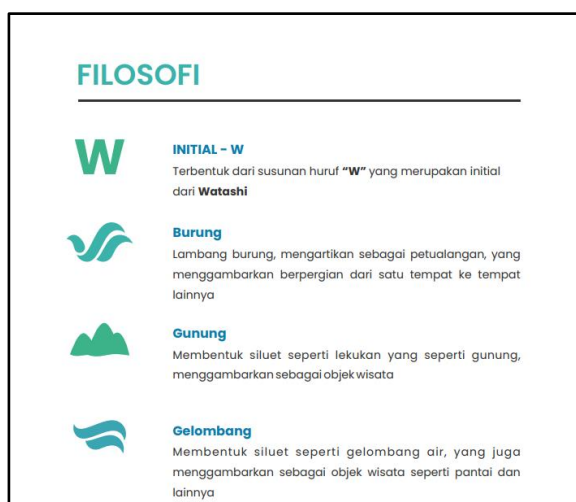 FILOSOFI
W
INITIAL - W
Terbentuk dari susunan huruf “W” yang merupakan initial
dari Watashi
Burung
Lambang burung, mengartikan sebagai petualangan, yang
menggambarkan berpergian dari satu tempat ke tempat
lainnya
Gunung
Membentuk siluet seperti lekukan yang seperti gunung,
menggambarkan sebagai objek wisata
Gelombang
Membentuk siluet seperti gelombang air, yang juga
menggambarkan sebagai objek wisata seperti pantai dan
lainnya